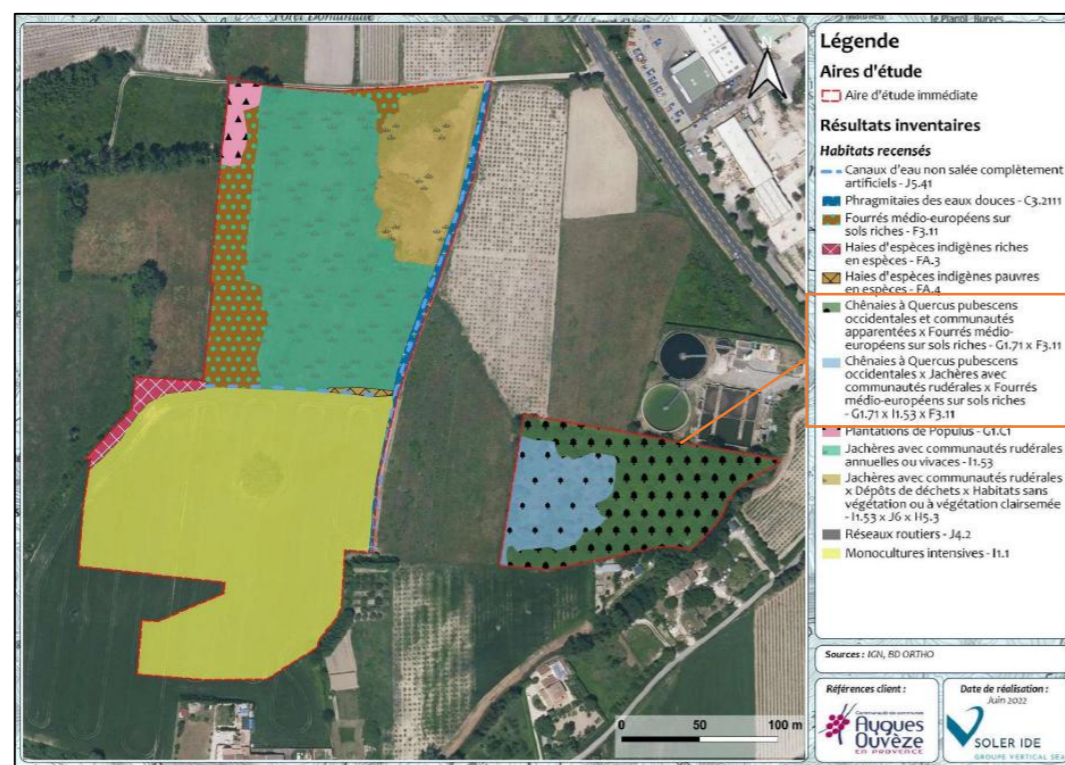 le Plan01 Burges
N
Légende
Aires d'étude
Aire d'étude immédiate
Résultats inventaires
Habitats recensés
Canaux d'eau non salée complètement
artificiels - J5.41
Phragmitaies des eaux douces - C3.2111
Fourrés médio-européens sur
sols riches - F3.11
Haies d'espèces indigènes riches
en espèces - FA.3
Haies d'espèces indigènes pauvres
en espèces - FA.4
Chênaies à Quercus pubescens
occidentales et communautés
apparentées x Fourrés médio-
européens sur sols riches - G1.71 x F3.11
Chênaies à Quercus pubescens
occidentales x Jachères avec
communautés rudérales x Fourrés
médio-européens sur sols riches
- G1.71 x I1.53 x F3.11
Plantations de Populus - G1.C1
Jachères avec communautés rudérales
annuelles ou vivaces - I1.53
Jachères avec communautés rudérales
x Dépôts de déchets x Habitats sans
végétation ou à végétation clairsemée
- I1.53 x J6 x H5.3
Réseaux routiers - J4.2
Monocultures intensives - I1.1
Sources : IGN, BD ORTHO
0 50 100 m
Références client :
Communauté de communes
Aygues
Ouvèze
EN PROVENCE
Date de réalisation :
Juin 2022
SOLER IDE
GROUPE VERTICAL SEA